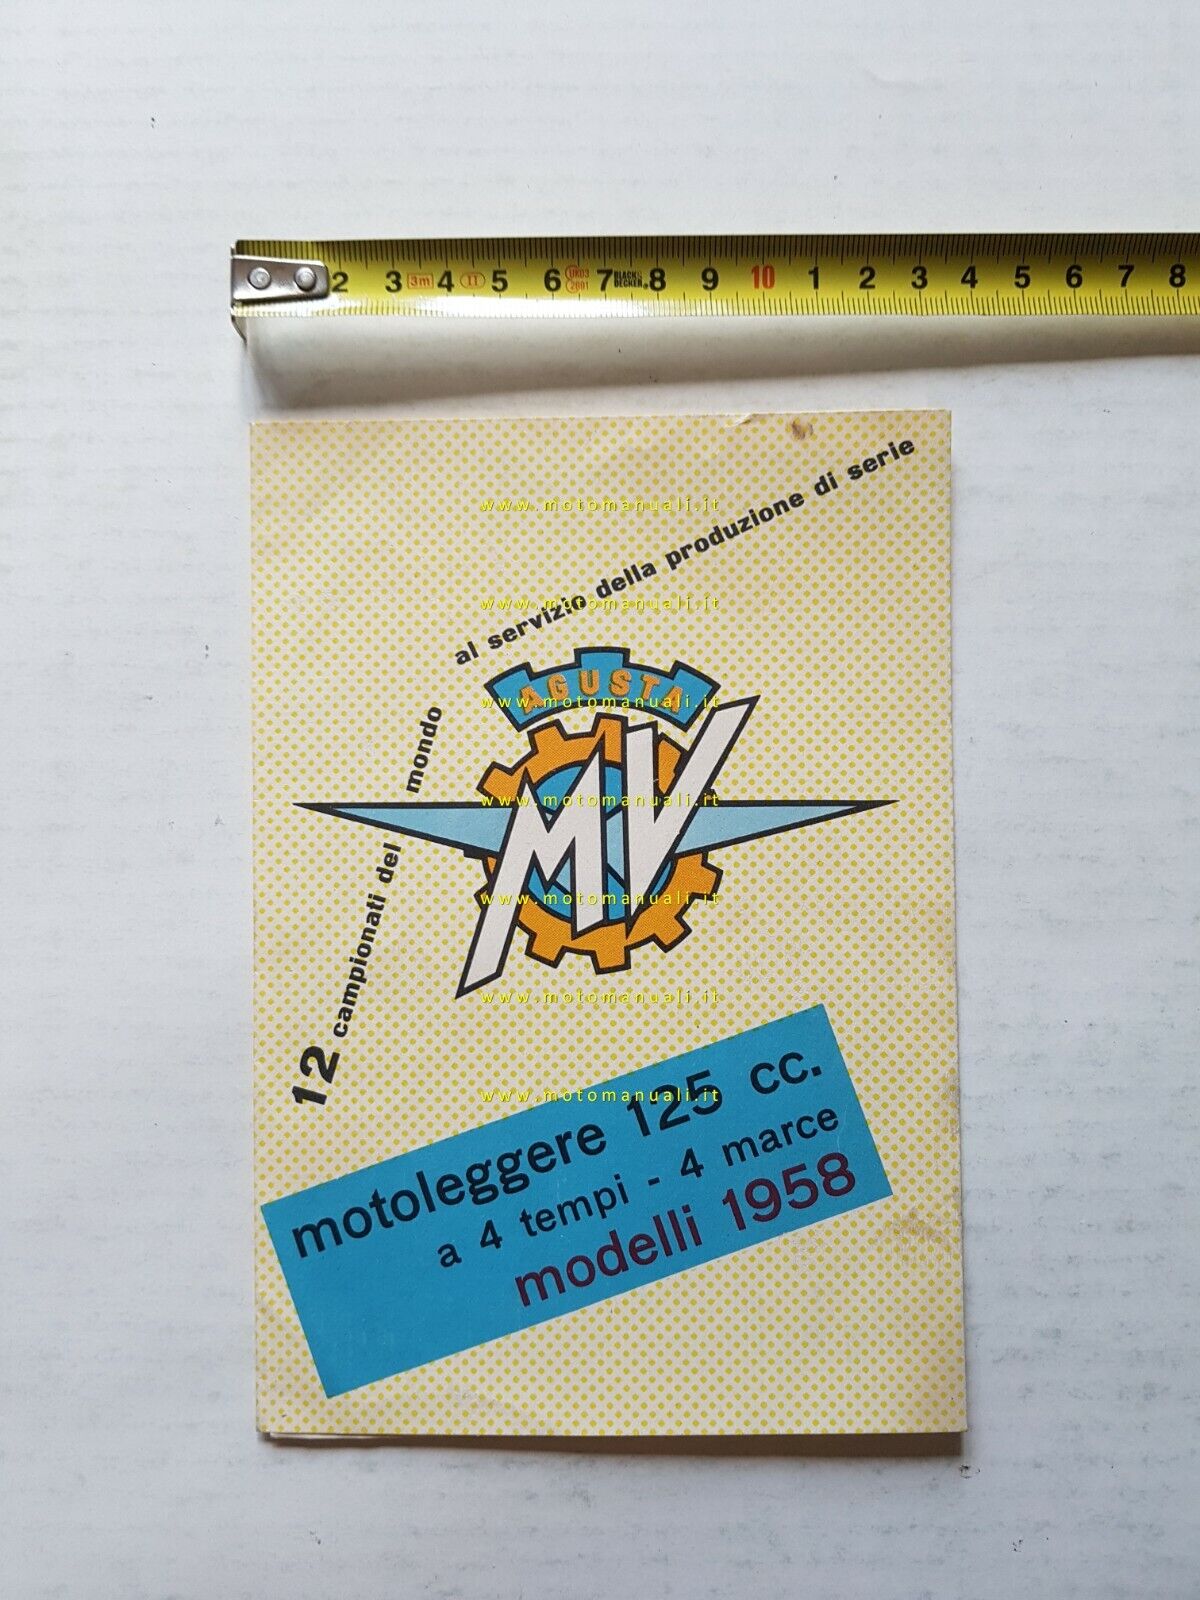 2 3 3m 4 II 5 6 UK03 2001 7 BLACK& DECKER. 8 9 10 1 2 3 4 5 6 7 8
12 campionati del mondo
al servizio della produzione di serie
AGUSTA
MV
motoleggere 125 cc.
a 4 tempi - 4 marce
modelli 1958
www.motomanuali.it
www.motomanuali.it
www.motomanuali.it
www.motomanuali.it
www.motomanuali.it
www.motomanuali.it
www.motomanuali.it